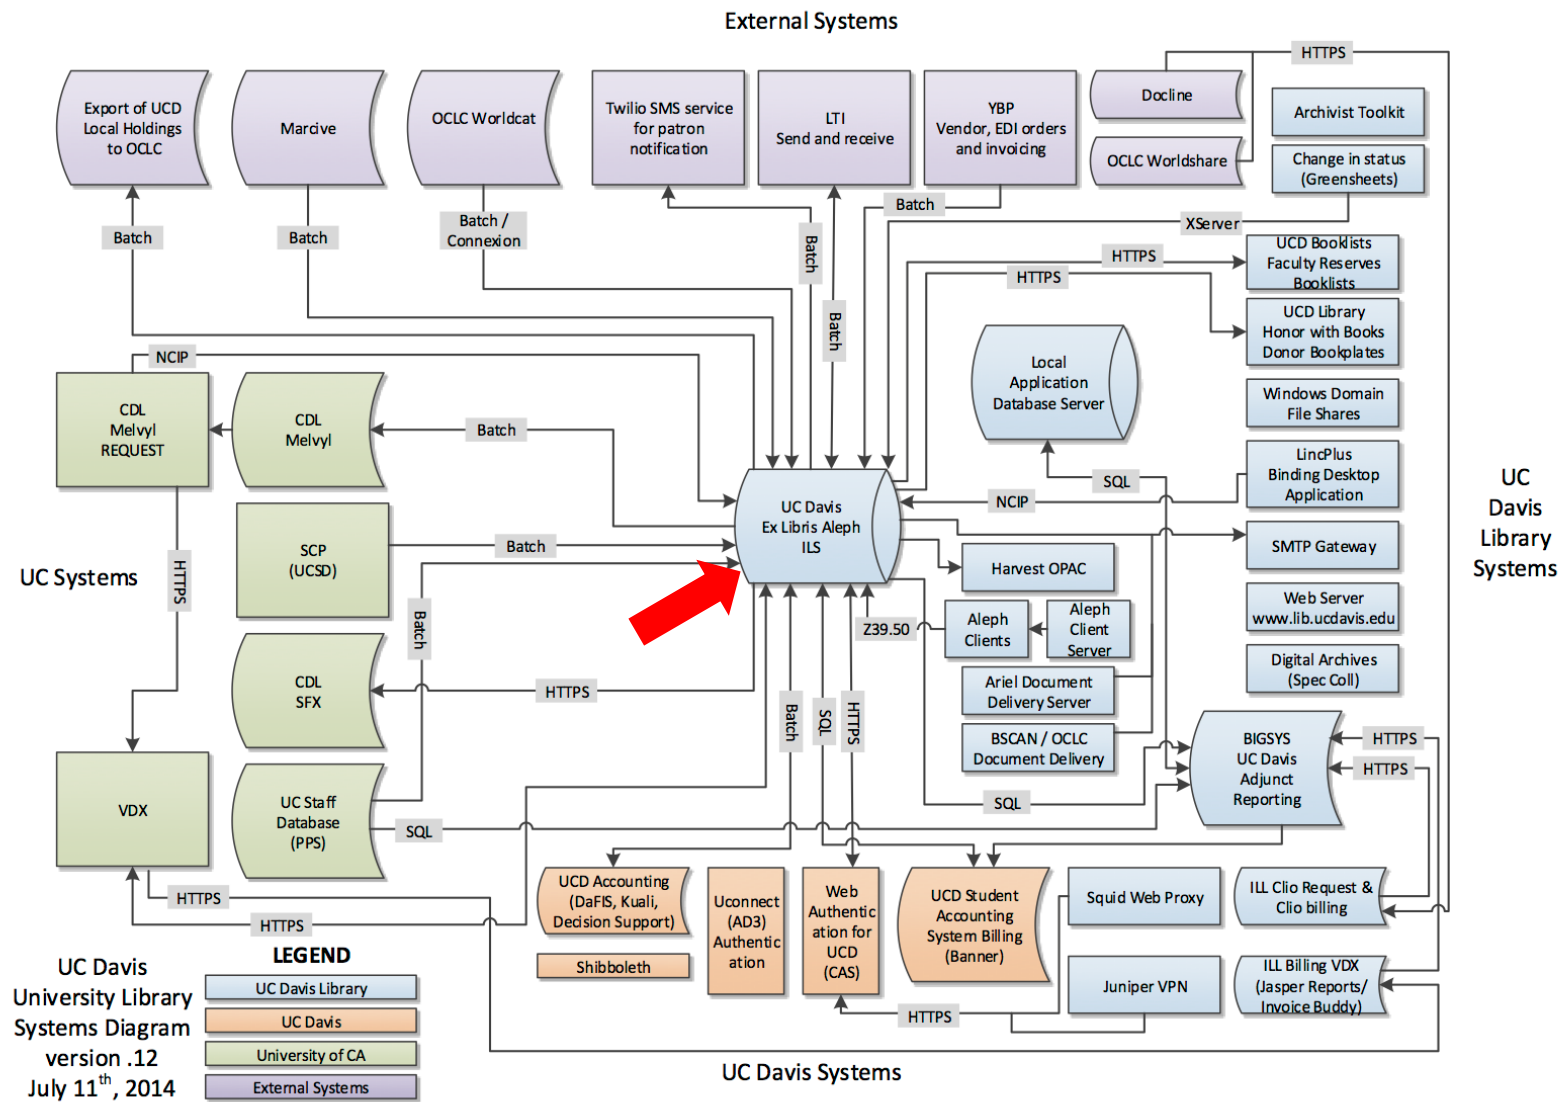 External Systems
HTTPS
Export of UCD
Local Holdings
to OCLC
Marcive
OCLC Worldcat
Twilio SMS service
for patron
notification
LTI
Send and receive
YBP
Vendor, EDI orders
and invoicing
Docline
OCLC Worldshare
Archivist Toolkit
Change in status
(Greensheets)
Batch
Batch
Batch /
Connexion
Batch
Batch
Batch
XServer
HTTPS
HTTPS
UCD Booklists
Faculty Reserves
Booklists
UCD Library
Honor with Books
Donor Bookplates
NCIP
CDL
Melvyl
REQUEST
CDL
Melvyl
Batch
Local
Application
Database Server
Windows Domain
File Shares
LincPlus
Binding Desktop
Application
SQL
NCIP
UC Davis
Ex Libris Aleph
ILS
UC
Davis
Library
Systems
UC Systems
HTTPS
SCP
(UCSD)
Batch
Batch
SMTP Gateway
Harvest OPAC
Web Server
www.lib.ucdavis.edu
Z39.50
Aleph
Clients
Aleph
Client
Server
Digital Archives
(Spec Coll)
CDL
SFX
HTTPS
Batch
SQL
HTTPS
Ariel Document
Delivery Server
BSCAN / OCLC
Document Delivery
BIGSYS
UC Davis
Adjunct
Reporting
HTTPS
HTTPS
VDX
UC Staff
Database
(PPS)
SQL
SQL
HTTPS
HTTPS
UCD Accounting
(DaFIS, Kuali,
Decision Support)
Shibboleth
Uconnect
(AD3)
Authentic
ation
Web
Authentic
ation for
UCD
(CAS)
UCD Student
Accounting
System Billing
(Banner)
Squid Web Proxy
ILL Clio Request &
Clio billing
Juniper VPN
ILL Billing VDX
(Jasper Reports/
Invoice Buddy)
HTTPS
UC Davis Systems
UC Davis
University Library
Systems Diagram
version .12
July 11th, 2014
LEGEND
UC Davis Library
UC Davis
University of CA
External Systems